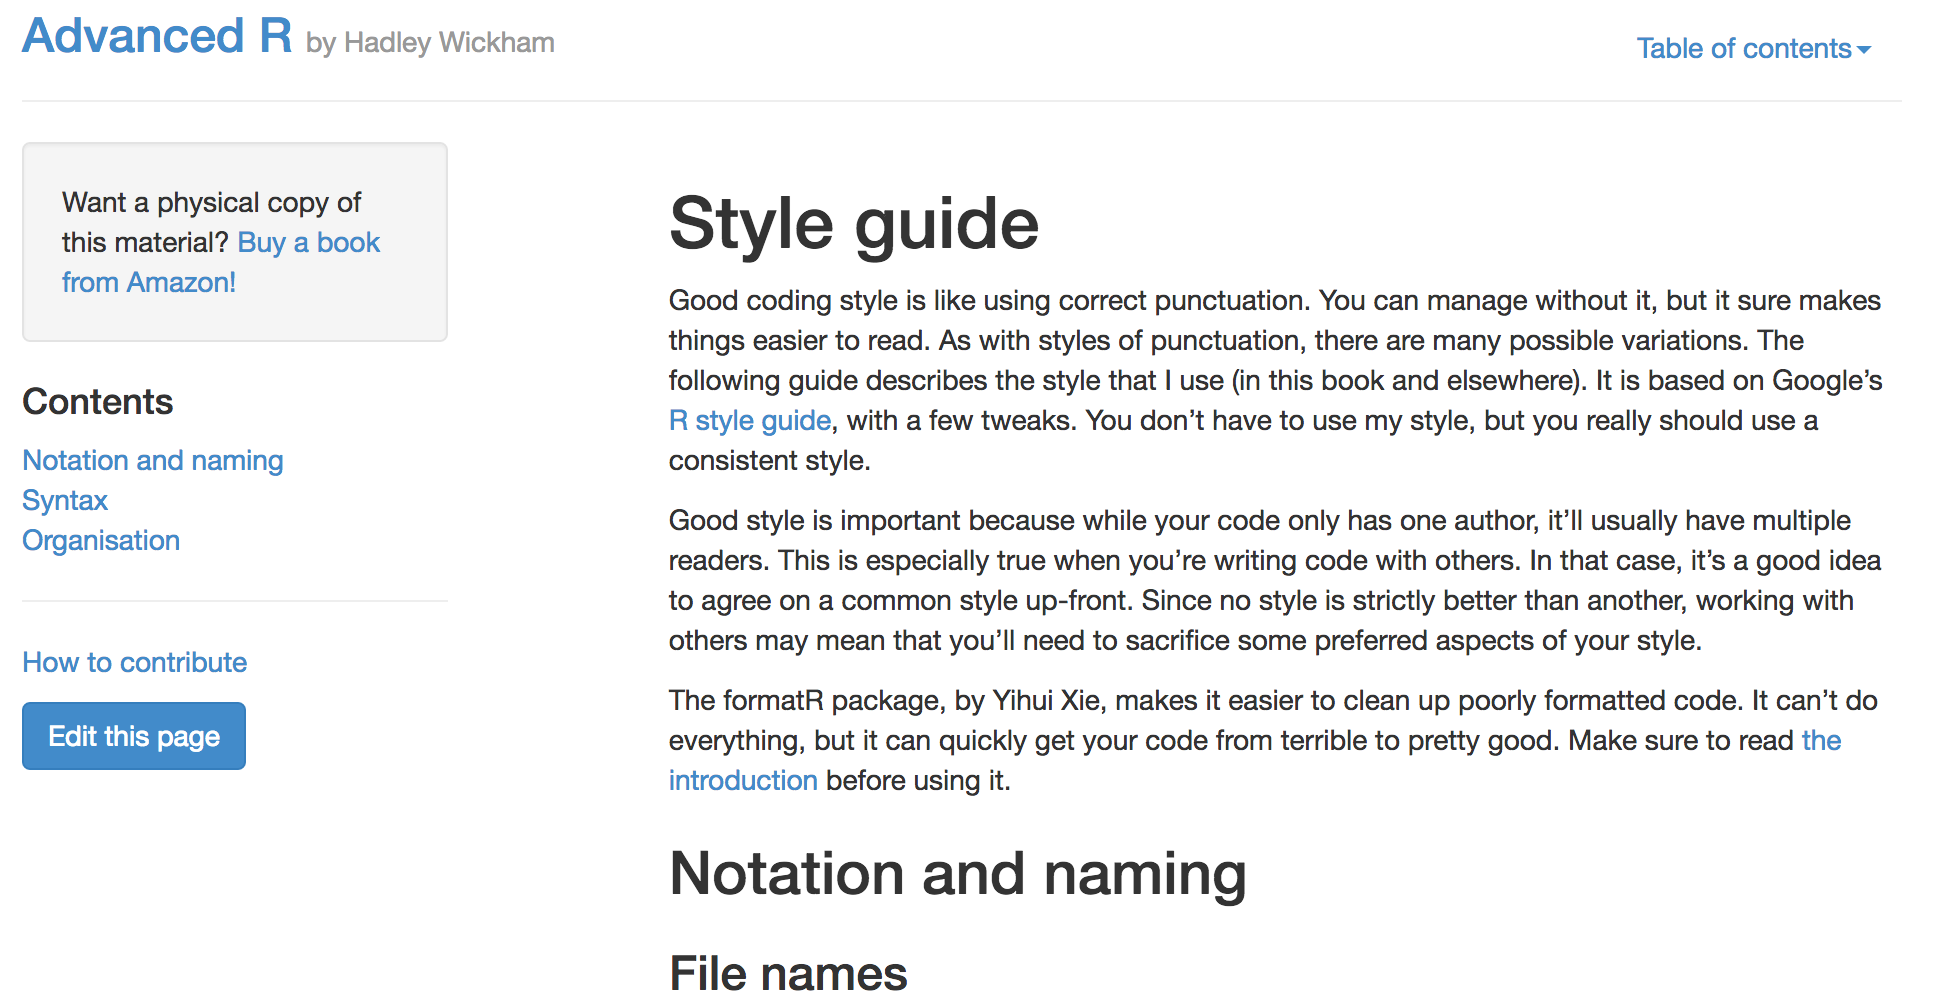 Advanced R by Hadley Wickham
Table of contents
Want a physical copy of
this material? Buy a book
from Amazon!
Contents
Notation and naming
Syntax
Organisation
How to contribute
Edit this page
Style guide
Good coding style is like using correct punctuation. You can manage without it, but it sure makes
things easier to read. As with styles of punctuation, there are many possible variations. The
following guide describes the style that I use (in this book and elsewhere). It is based on Google’s
R style guide, with a few tweaks. You don’t have to use my style, but you really should use a
consistent style.
Good style is important because while your code only has one author, it’ll usually have multiple
readers. This is especially true when you’re writing code with others. In that case, it’s a good idea
to agree on a common style up-front. Since no style is strictly better than another, working with
others may mean that you’ll need to sacrifice some preferred aspects of your style.
The formatR package, by Yihui Xie, makes it easier to clean up poorly formatted code. It can’t do
everything, but it can quickly get your code from terrible to pretty good. Make sure to read the
introduction before using it.
Notation and naming
File names